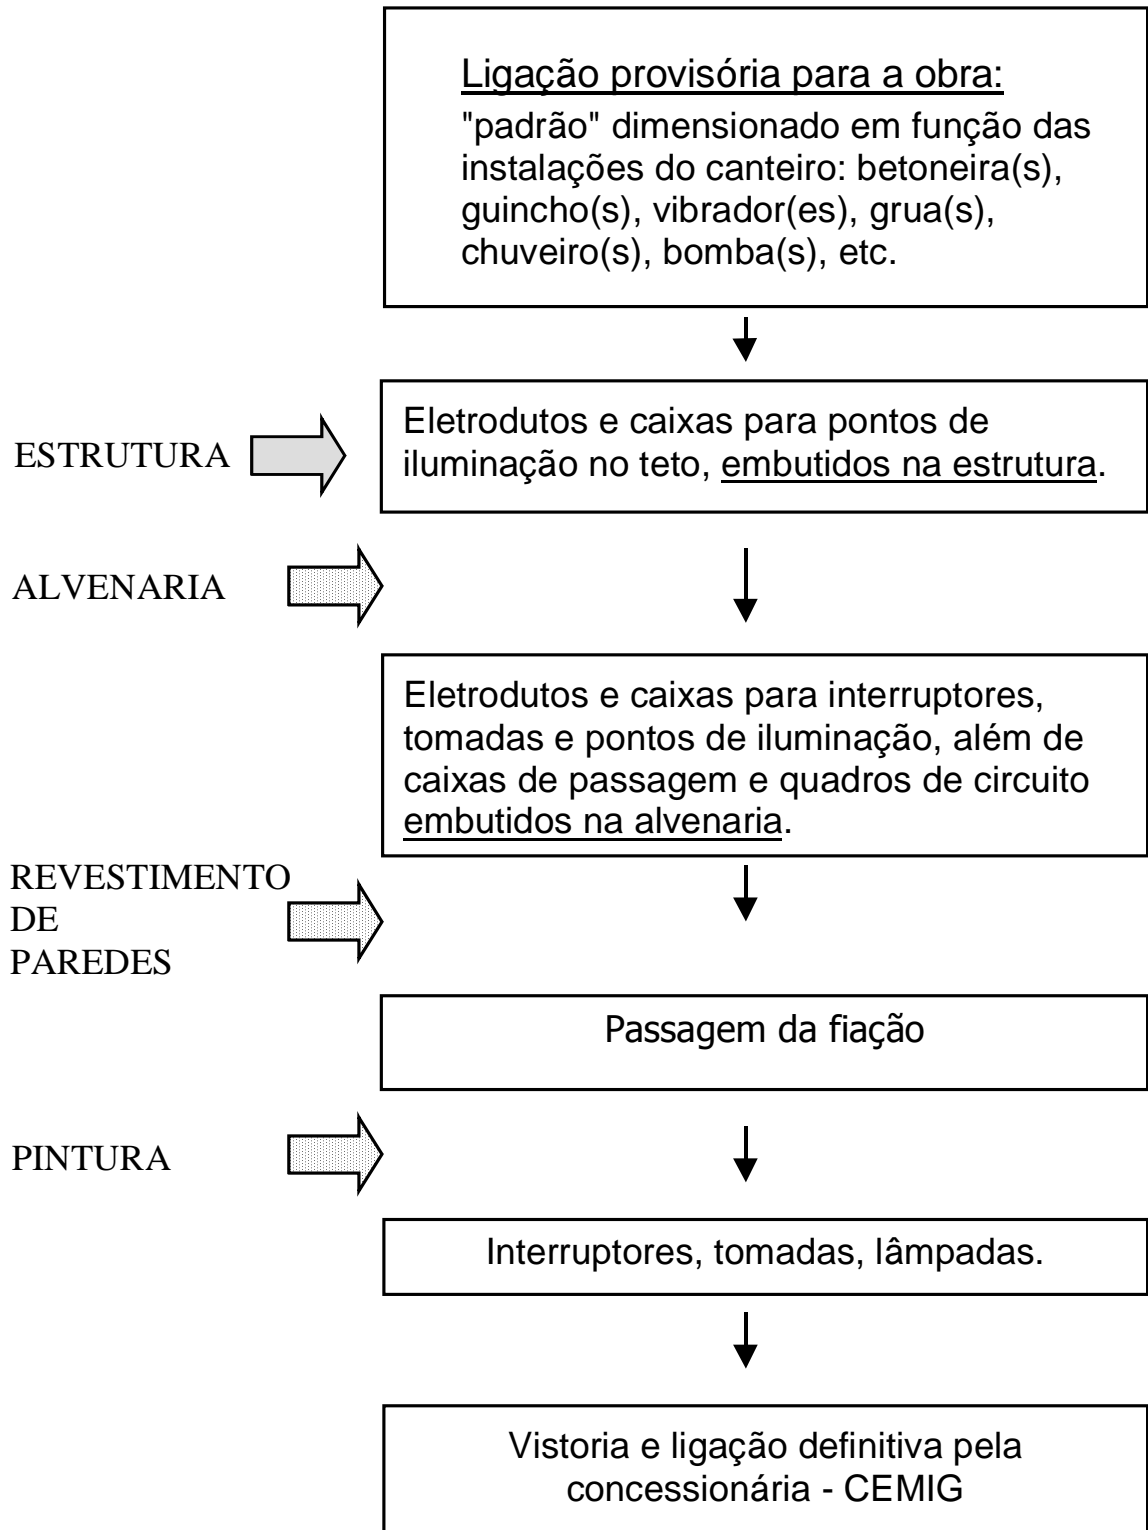 Ligação provisória para a obra:
"padrão" dimensionado em função das
instalações do canteiro: betoneira(s),
guincho(s), vibrador(es), grua(s),
chuveiro(s), bomba(s), etc.
ESTRUTURA
Eletrodutos e caixas para pontos de
iluminação no teto, embutidos na estrutura.
ALVENARIA
Eletrodutos e caixas para interruptores,
tomadas e pontos de iluminação, além de
caixas de passagem e quadros de circuito
embutidos na alvenaria.
REVESTIMENTO
DE
PAREDES
Passagem da fiação
PINTURA
Interruptores, tomadas, lâmpadas.
Vistoria e ligação definitiva pela
concessionária - CEMIG